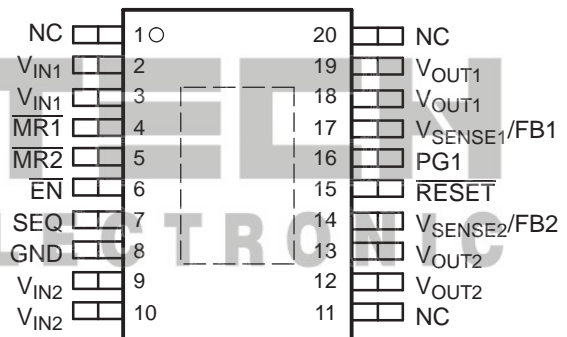 NC 1 20 NC
VIN1 2 19 VOUT1
VIN1 3 18 VOUT1
MR1 4 17 VSENSE1/FB1
MR2 5 16 PG1
EN 6 15 RESET
SEQ 7 14 VSENSE2/FB2
GND 8 13 VOUT2
VIN2 9 12 VOUT2
VIN2 10 11 NC
TECH
ELECTRONIC